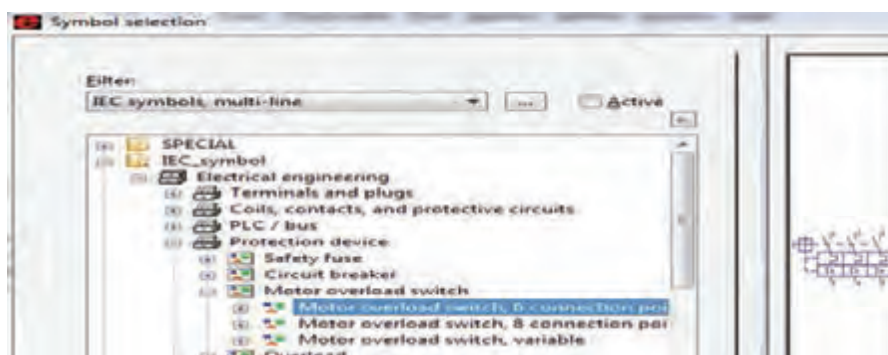 Symbol selection
Filter:
IEC symbols, multi-line
...
Active
SPECIAL
IEC_symbol
Electrical engineering
Terminals and plugs
Coils, contacts, and protective circuits
PLC / bus
Protection device
Safety fuse
Circuit breaker
Motor overload switch
Motor overload switch, 6 connection poi
Motor overload switch, 8 connection poi
Motor overload switch, variable
Overload